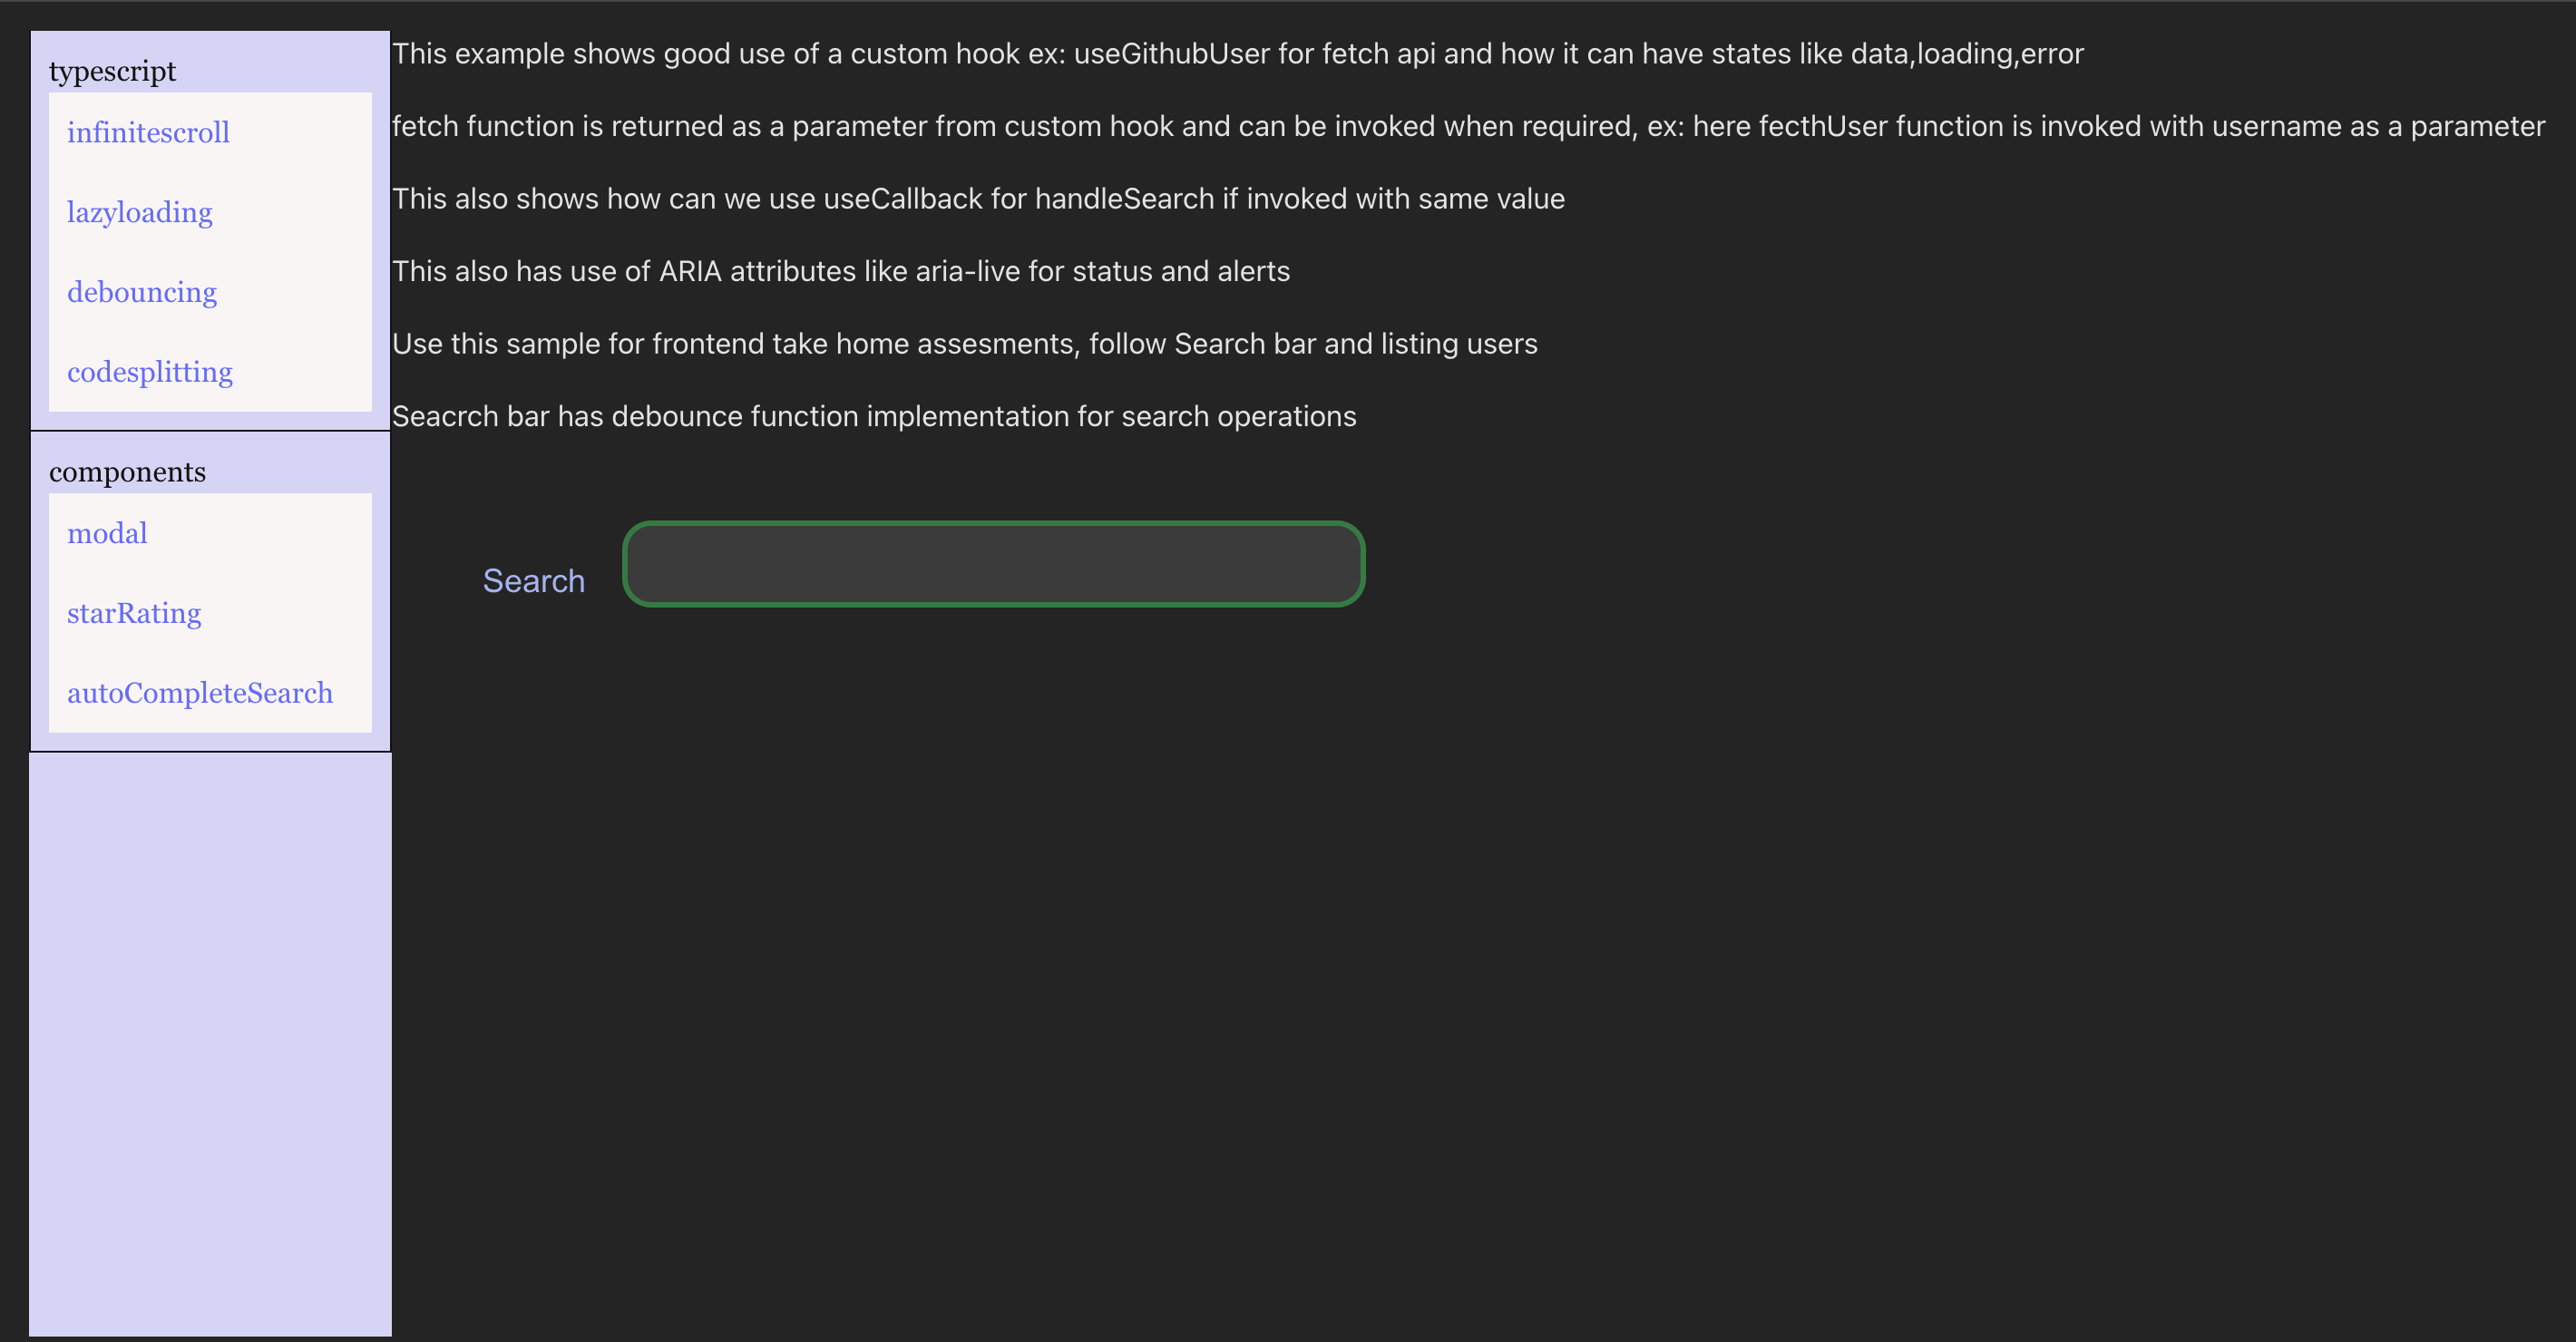 typescript
infinitescroll
lazyloading
debouncing
codesplitting
components
modal
starRating
autoCompleteSearch
This example shows good use of a custom hook ex: useGithubUser for fetch api and how it can have states like data,loading,error
fetch function is returned as a parameter from custom hook and can be invoked when required, ex: here fecthUser function is invoked with username as a parameter
This also shows how can we use useCallback for handleSearch if invoked with same value
This also has use of ARIA attributes like aria-live for status and alerts
Use this sample for frontend take home assesments, follow Search bar and listing users
Seacrch bar has debounce function implementation for search operations
Search